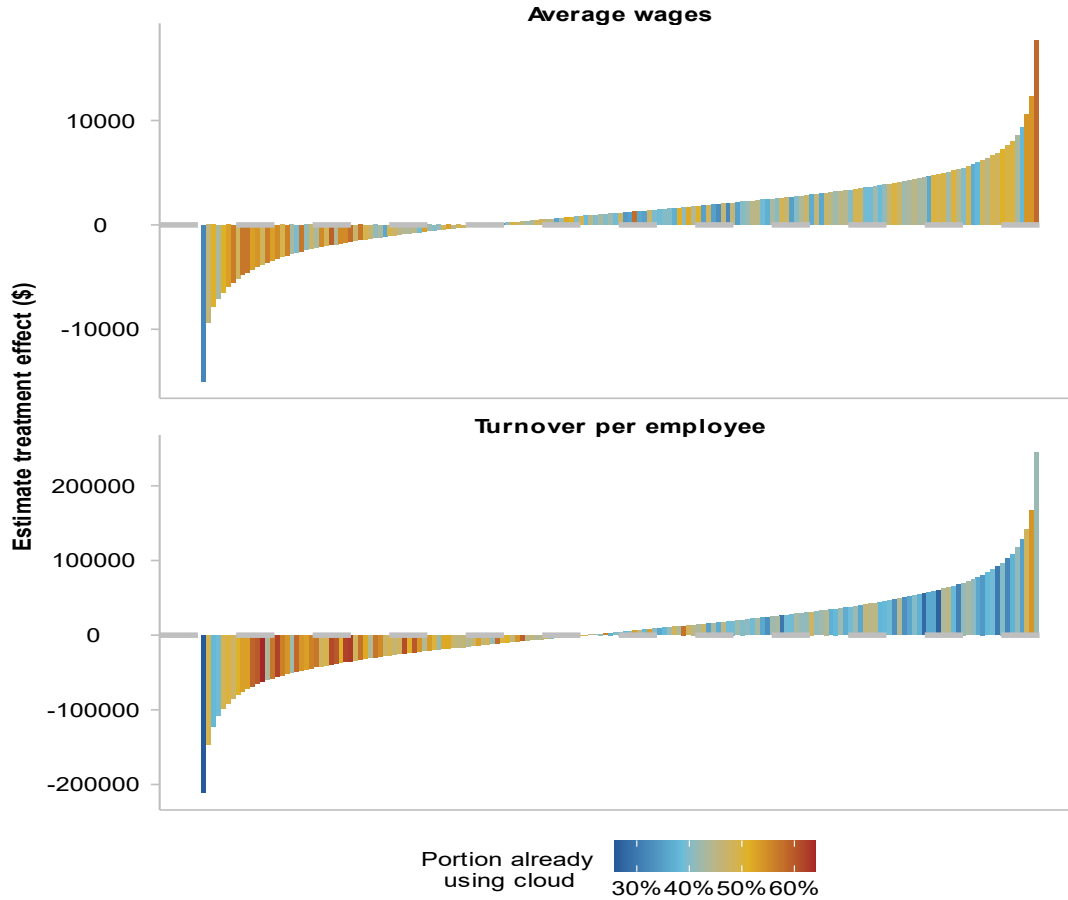 Average wages
10000
0
-10000
Estimate treatment effect ($)
Turnover per employee
200000
100000
0
-100000
-200000
Portion already
using cloud
30% 40% 50% 60%